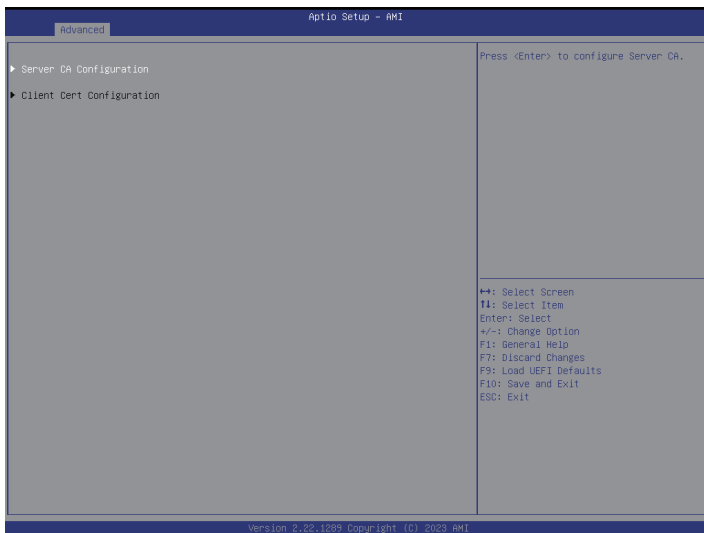 Aptio Setup – AMI
Advanced
▶ Server CA Configuration
▶ Client Cert Configuration
Press <Enter> to configure Server CA.
↔: Select Screen
↑↓: Select Item
Enter: Select
+/-: Change Option
F1: General Help
F7: Discard Changes
F9: Load UEFI Defaults
F10: Save and Exit
ESC: Exit
Version 2.22.1289 Copyright (C) 2023 AMI